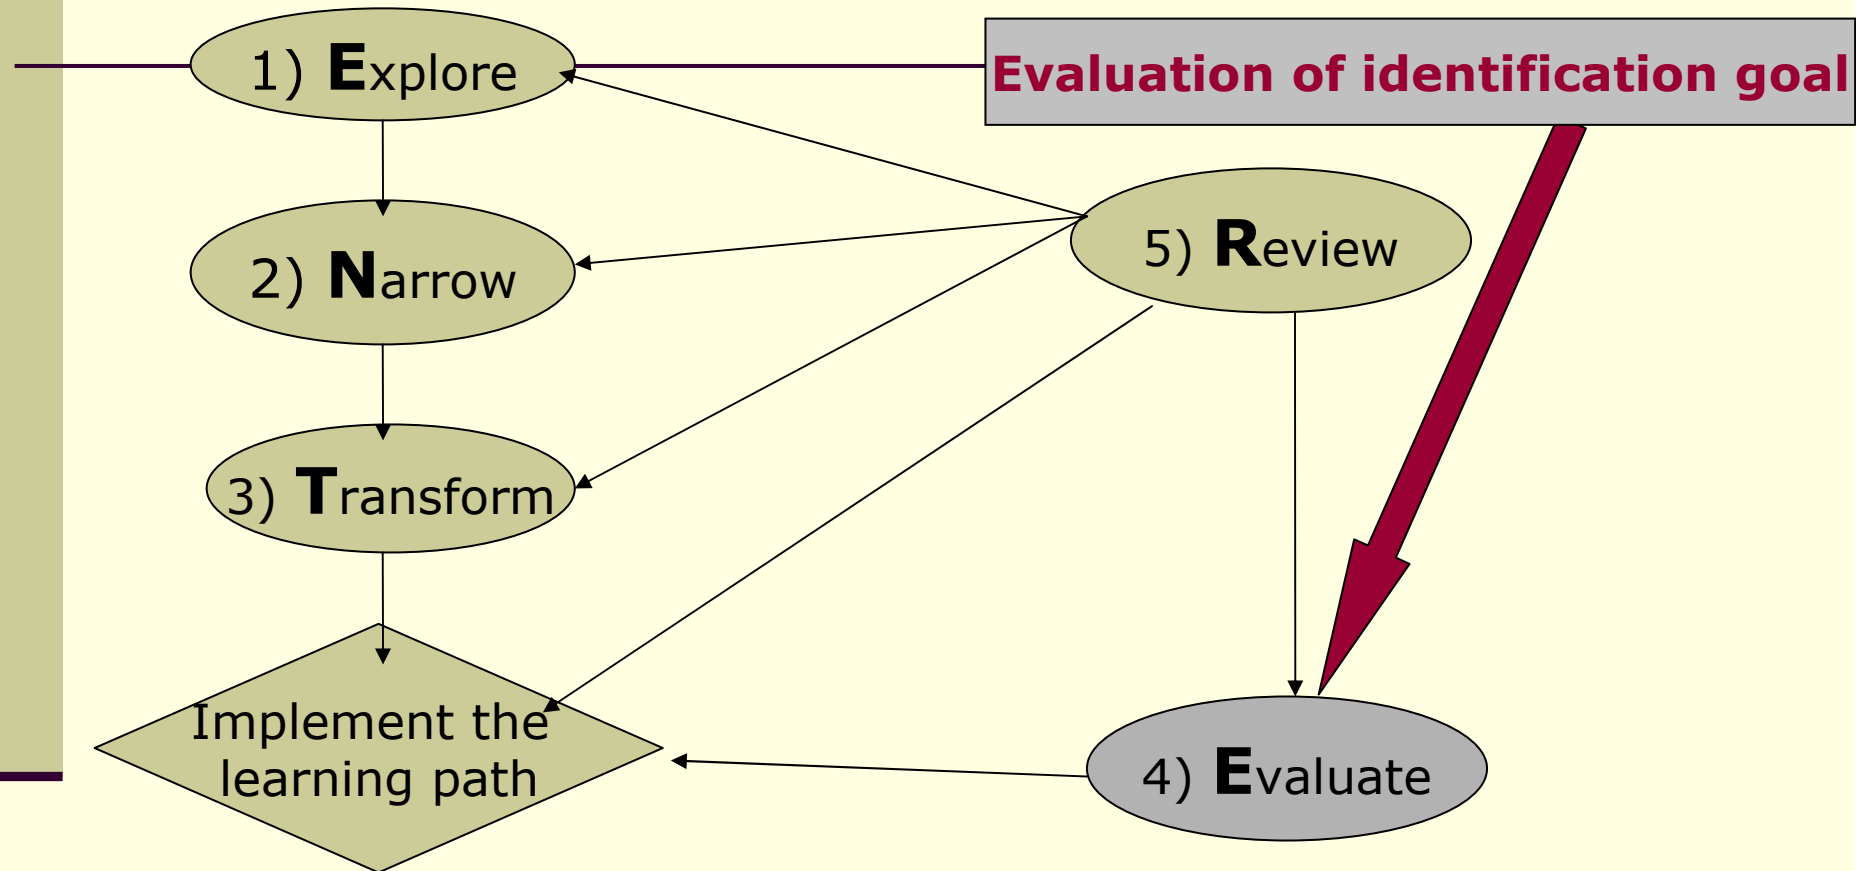 1) Explore
Evaluation of identification goal
2) Narrow
5) Review
3) Transform
Implement the
learning path
4) Evaluate